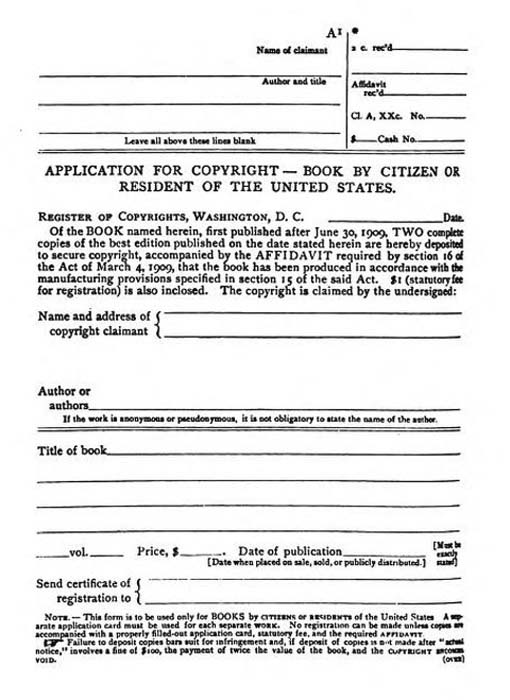 A1 •
Name of claimant
2 c. rec'd
Author and title
Affidavit
rec'd
Cl. A, XXc. No.
Leave all above these lines blank
$ Cash No.
APPLICATION FOR COPYRIGHT — BOOK BY CITIZEN OR
RESIDENT OF THE UNITED STATES.
REGISTER OF COPYRIGHTS, WASHINGTON, D. C. Date.
Of the BOOK named herein, first published after June 30, 1909, TWO complete
copies of the best edition published on the date stated herein are hereby deposited
to secure copyright, accompanied by the AFFIDAVIT required by section 16 of
the Act of March 4, 1909, that the book has been produced in accordance with the
manufacturing provisions specified in section 15 of the said Act. $1 (statutory fee
for registration) is also inclosed. The copyright is claimed by the undersigned:
Name and address of
copyright claimant
Author or
authors
If the work is anonymous or pseudonymous, it is not obligatory to state the name of the author.
Title of book
vol. Price, $ . Date of publication [Must be exactly stated]
[Date when placed on sale, sold, or publicly distributed.]
Send certificate of
registration to
NOTE. — This form is to be used only for BOOKS by CITIZENS or RESIDENTS of the United States A sep-
arate application card must be used for each separate WORK. No registration can be made unless copies are
accompanied with a properly filled-out application card, statutory fee, and the required AFFIDAVIT.
☞ Failure to deposit copies bars suit for infringement and, if deposit of copies is not made after "actual
notice," involves a fine of $100, the payment of twice the value of the book, and the COPYRIGHT BECOMES
VOID. (OVER)